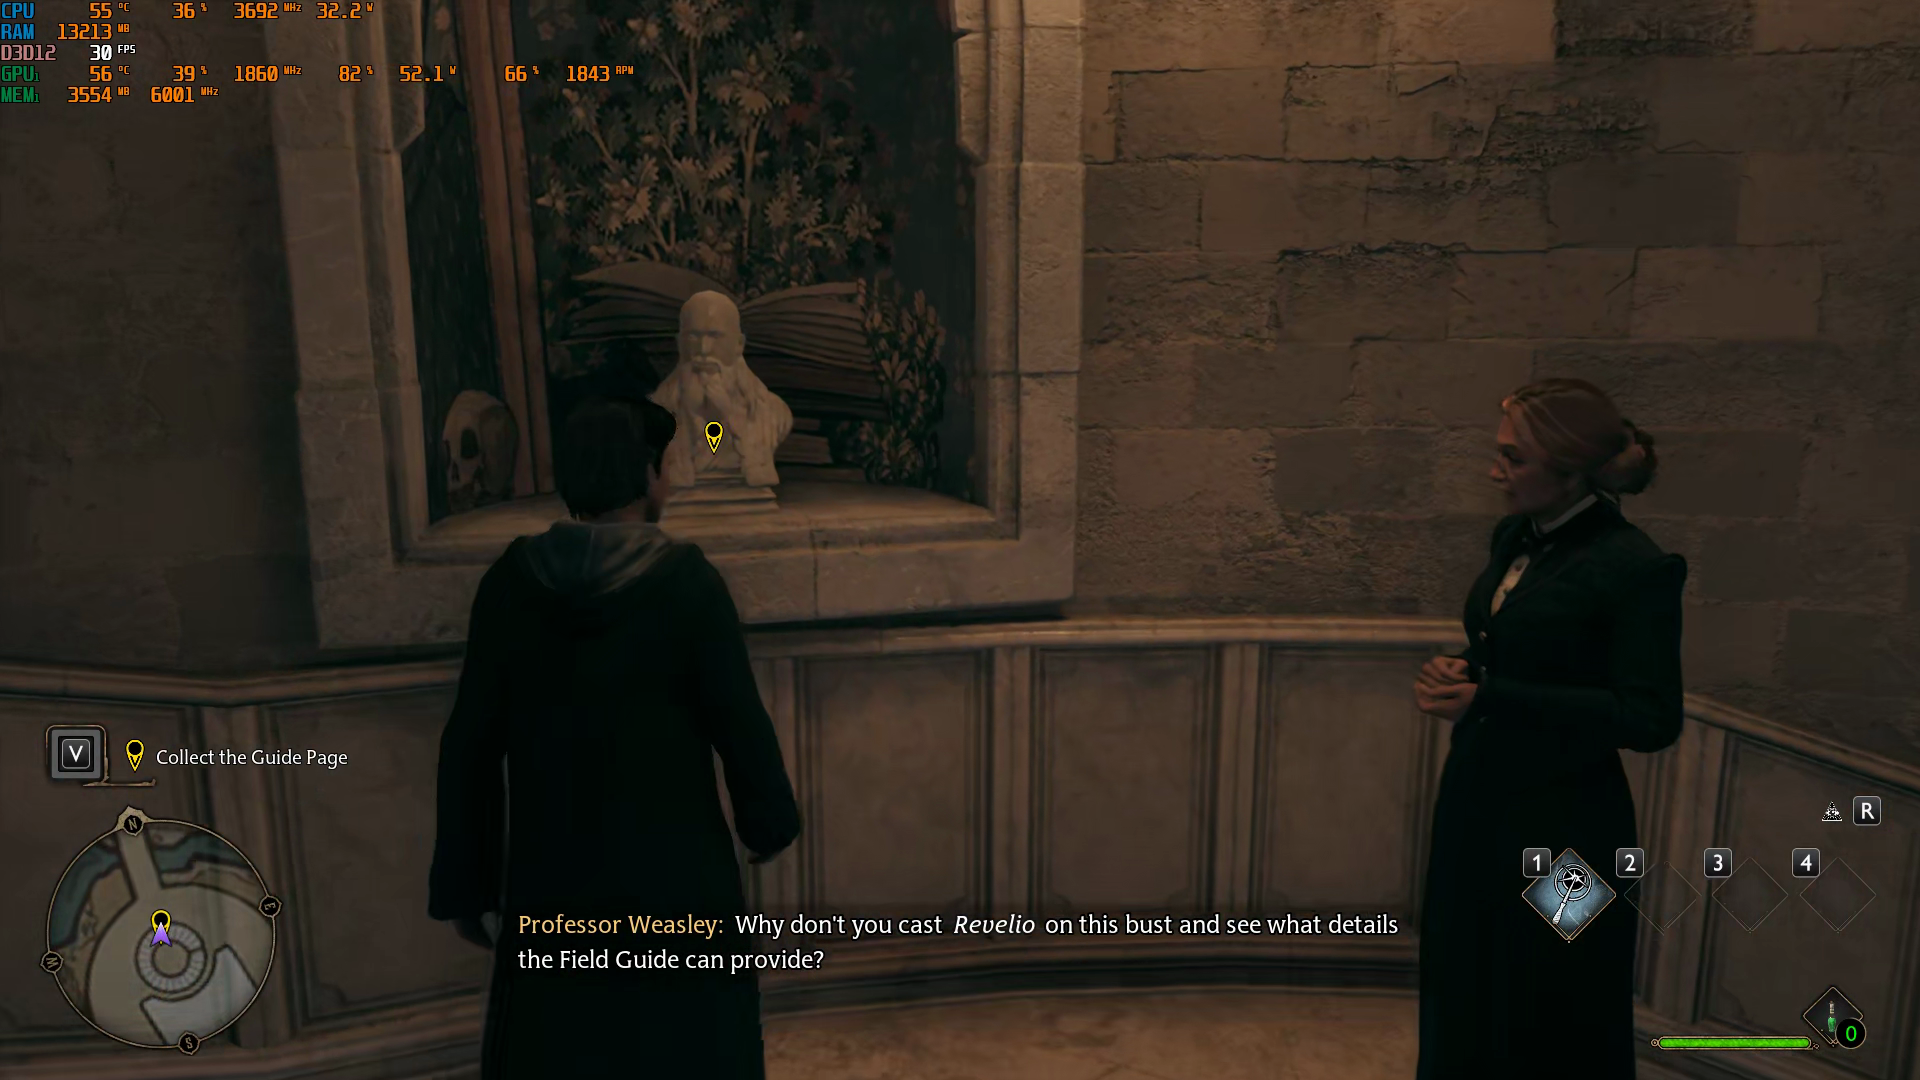 CPU 55 °C 36 % 3692 MHz 32.2 W
RAM 13213 MB
D3D12 30 FPS
GPU1 56 °C 39 % 1860 MHz 82 % 52.1 W 66 % 1843 RPM
MEM1 3554 MB 6001 MHz
V Collect the Guide Page
N
E
W
S
R
1 2 3 4
Professor Weasley: Why don't you cast Revelio on this bust and see what details
the Field Guide can provide?
0